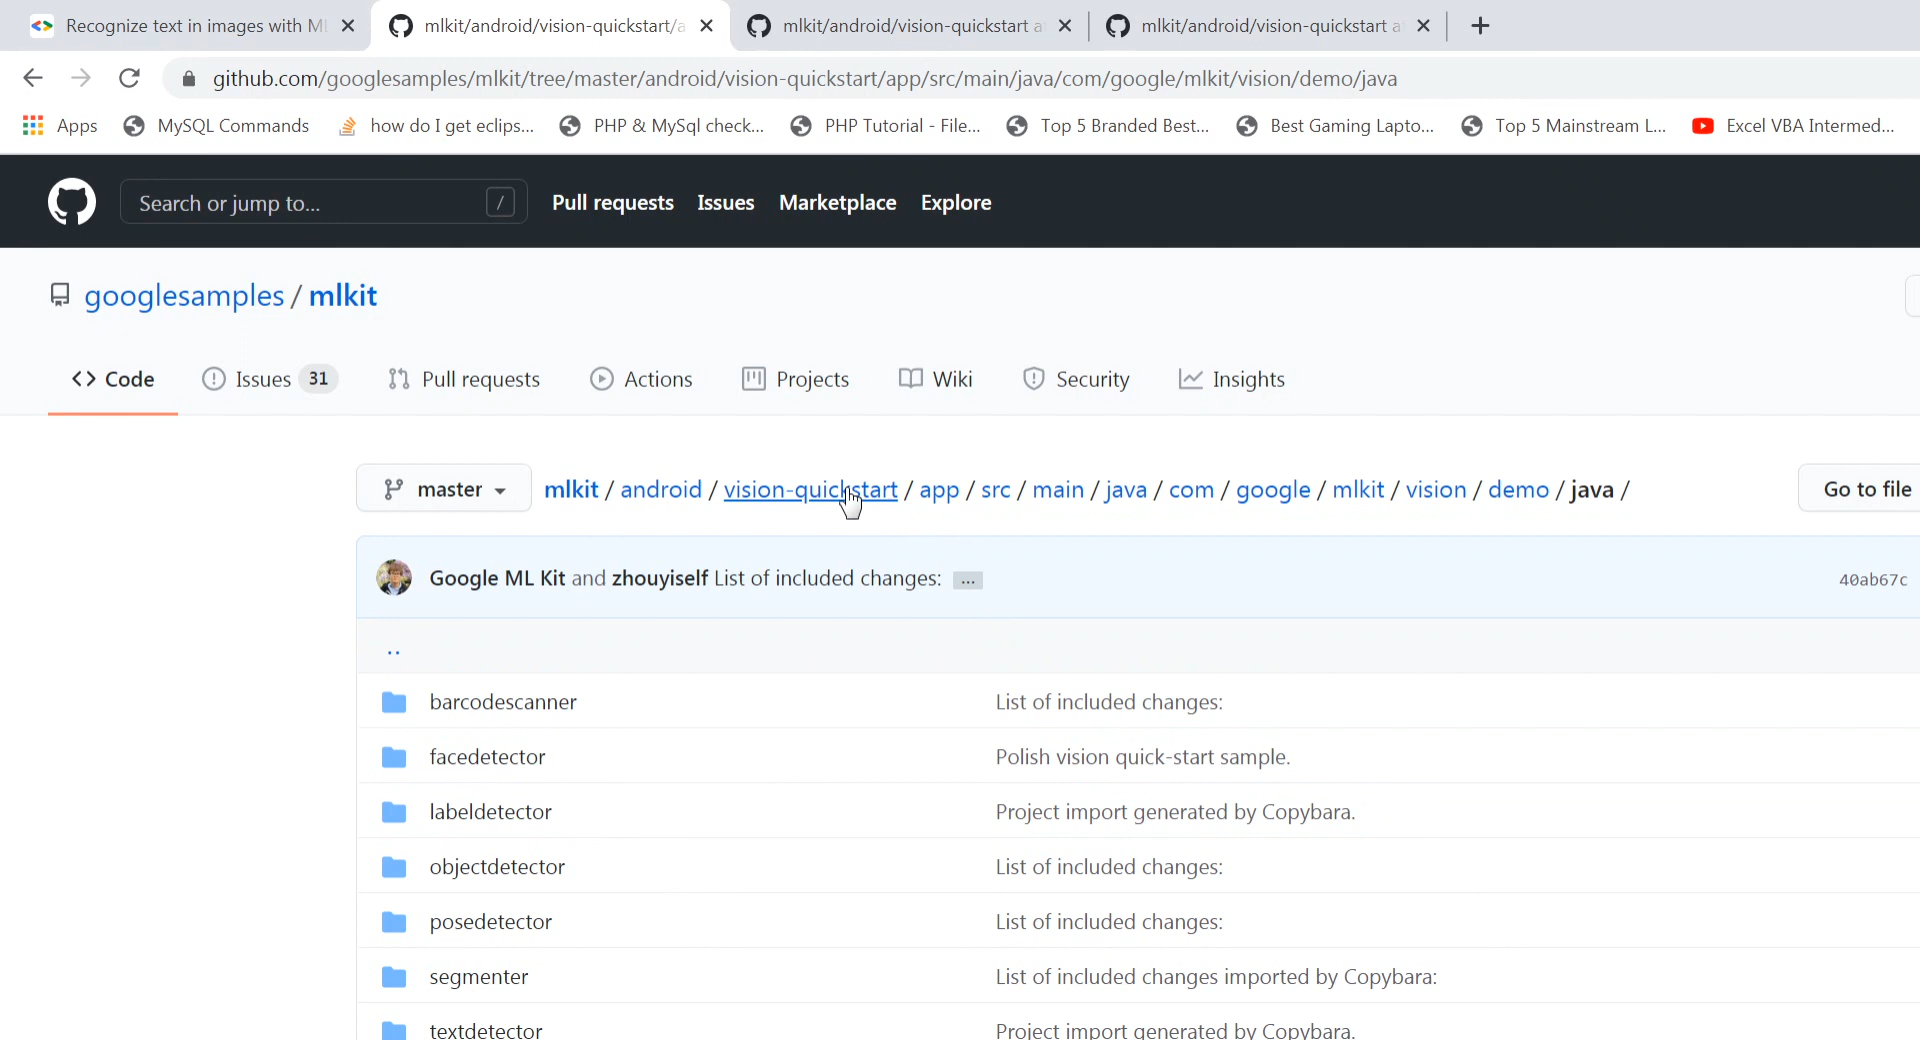 Recognize text in images with Ml
mlkit/android/vision-quickstart/a
mlkit/android/vision-quickstart a
mlkit/android/vision-quickstart a
github.com/googlesamples/mlkit/tree/master/android/vision-quickstart/app/src/main/java/com/google/mlkit/vision/demo/java
Apps MySQL Commands how do I get eclips... PHP & MySql check... PHP Tutorial - File... Top 5 Branded Best... Best Gaming Lapto... Top 5 Mainstream L... Excel VBA Intermed...
Search or jump to... / Pull requests Issues Marketplace Explore
googlesamples / mlkit
<> Code Issues 31 Pull requests Actions Projects Wiki Security Insights
master mlkit / android / vision-quickstart / app / src / main / java / com / google / mlkit / vision / demo / java / Go to file
Google ML Kit and zhouyiself List of included changes: ... 40ab67c
..
barcodescanner List of included changes:
facedetector Polish vision quick-start sample.
labeldetector Project import generated by Copybara.
objectdetector List of included changes:
posedetector List of included changes:
segmenter List of included changes imported by Copybara:
textdetector Project import generated by Copybara.